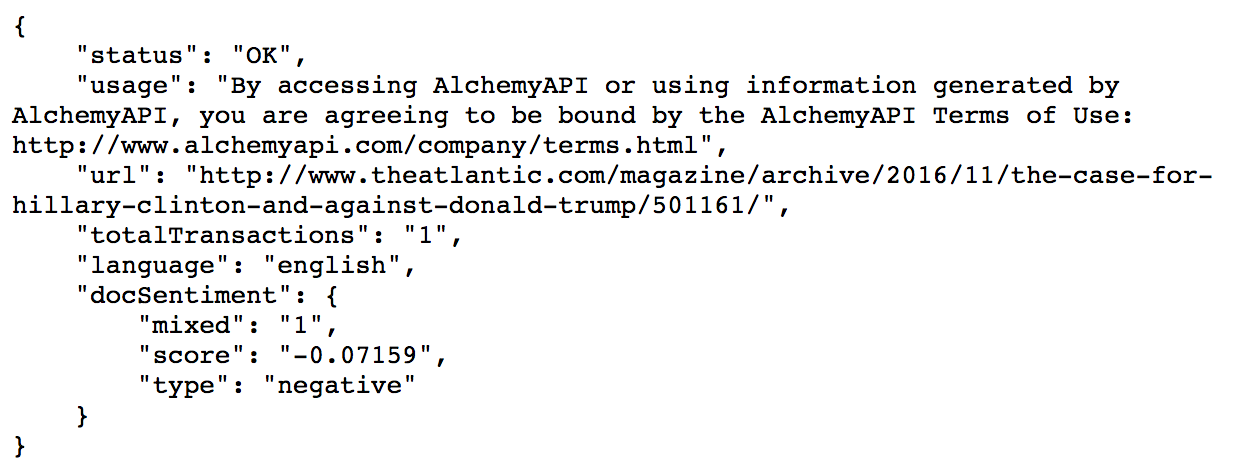 {
    "status": "OK",
    "usage": "By accessing AlchemyAPI or using information generated by
AlchemyAPI, you are agreeing to be bound by the AlchemyAPI Terms of Use:
http://www.alchemyapi.com/company/terms.html",
    "url": "http://www.theatlantic.com/magazine/archive/2016/11/the-case-for-
hillary-clinton-and-against-donald-trump/501161/",
    "totalTransactions": "1",
    "language": "english",
    "docSentiment": {
        "mixed": "1",
        "score": "-0.07159",
        "type": "negative"
    }
}